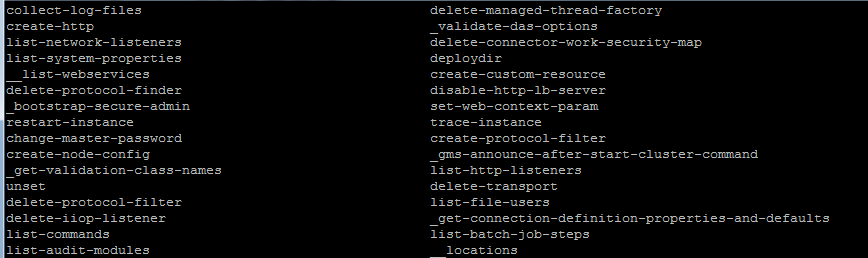 collect-log-files delete-managed-thread-factory
create-http _validate-das-options
list-network-listeners delete-connector-work-security-map
list-system-properties deploydir
__list-webservices create-custom-resource
delete-protocol-finder disable-http-lb-server
_bootstrap-secure-admin set-web-context-param
restart-instance trace-instance
change-master-password create-protocol-filter
create-node-config _gms-announce-after-start-cluster-command
_get-validation-class-names list-http-listeners
unset delete-transport
delete-protocol-filter list-file-users
delete-iiop-listener _get-connection-definition-properties-and-defaults
list-commands list-batch-job-steps
list-audit-modules __locations